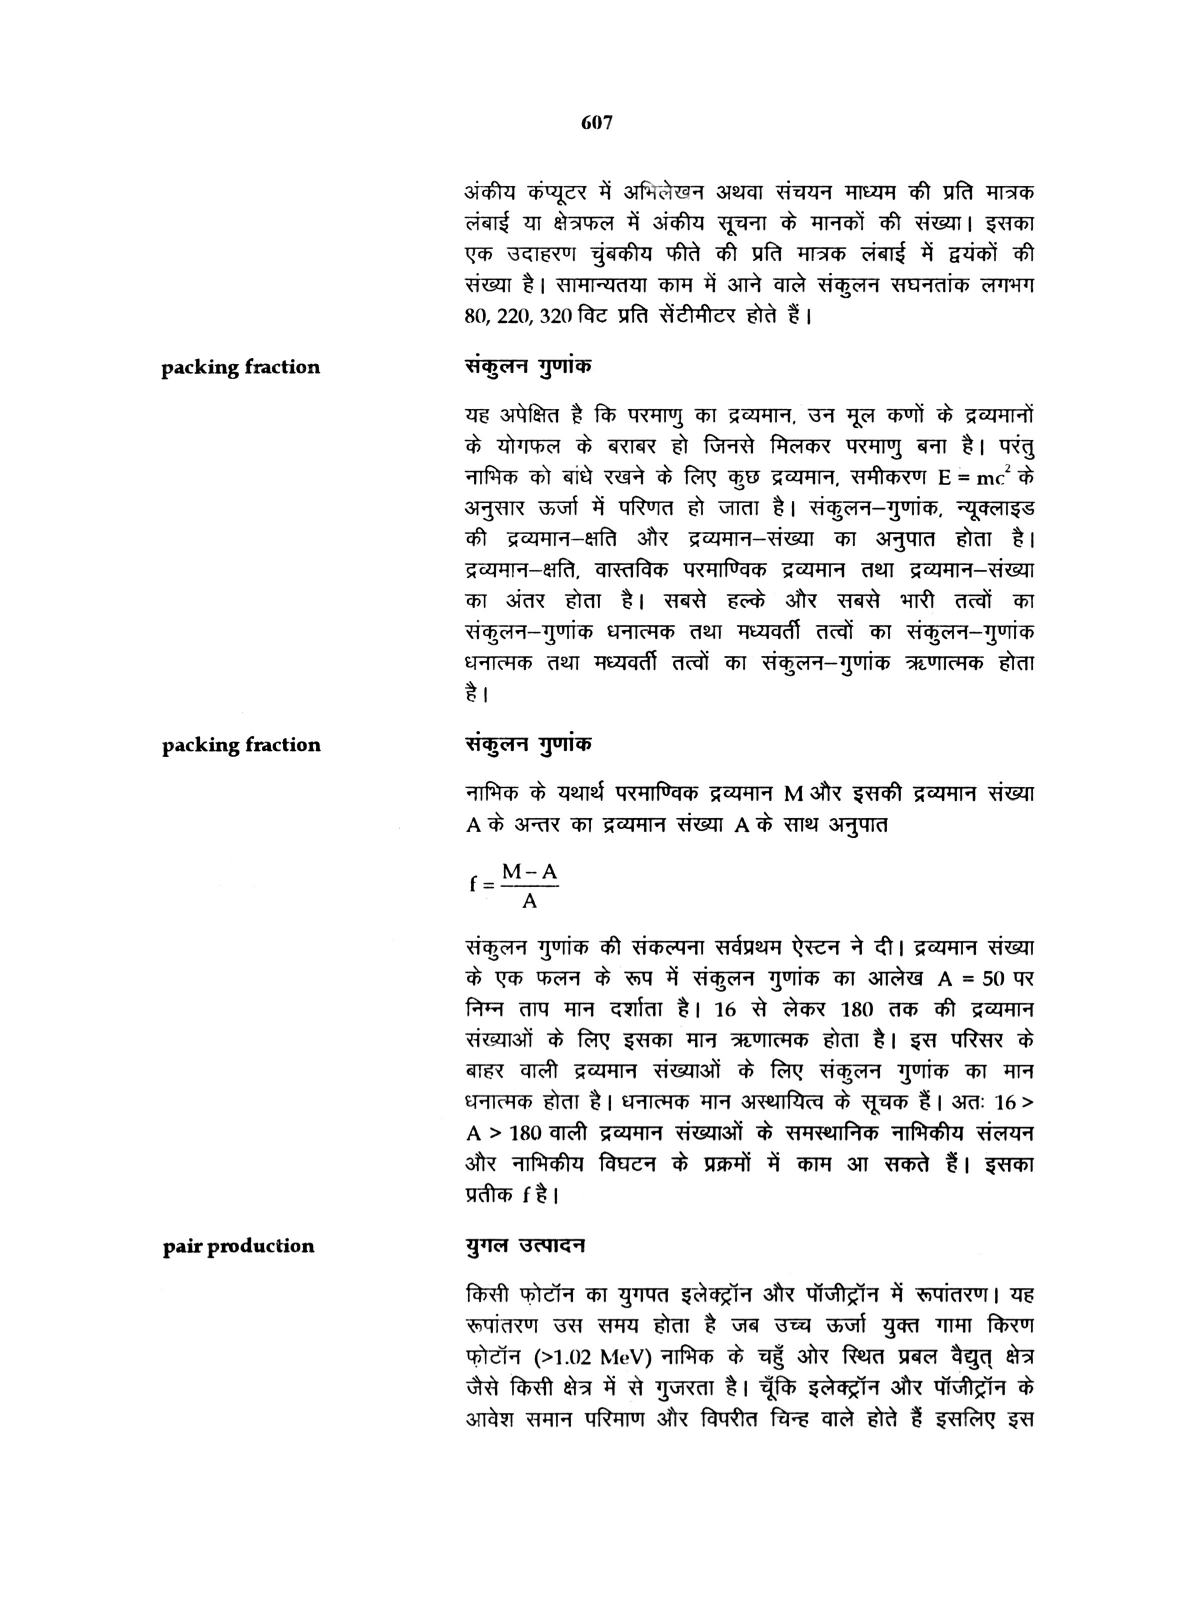 607
अंकीय कंप्यूटर में अभिलेखन अथवा संचयन माध्यम की प्रति मात्रक
लंबाई या क्षेत्रफल में अंकीय सूचना के मानकों की संख्या। इसका
एक उदाहरण चुंबकीय फीते की प्रति मात्रक लंबाई में द्वयंकों की
संख्या है। सामान्यतया काम में आने वाले संकुलन सघनतांक लगभग
80, 220, 320 विट प्रति सेंटीमीटर होते हैं।
packing fraction संकुलन गुणांक
यह अपेक्षित है कि परमाणु का द्रव्यमान, उन मूल कणों के द्रव्यमानों
के योगफल के बराबर हो जिनसे मिलकर परमाणु बना है। परंतु
नाभिक को बांधे रखने के लिए कुछ द्रव्यमान, समीकरण E = mc² के
अनुसार ऊर्जा में परिणत हो जाता है। संकुलन–गुणांक, न्यूक्लाइड
की द्रव्यमान–क्षति और द्रव्यमान–संख्या का अनुपात होता है।
द्रव्यमान–क्षति, वास्तविक परमाण्विक द्रव्यमान तथा द्रव्यमान–संख्या
का अंतर होता है। सबसे हल्के और सबसे भारी तत्वों का
संकुलन–गुणांक धनात्मक तथा मध्यवर्ती तत्वों का संकुलन–गुणांक
धनात्मक तथा मध्यवर्ती तत्वों का संकुलन–गुणांक ऋणात्मक होता
है।
packing fraction संकुलन गुणांक
नाभिक के यथार्थ परमाण्विक द्रव्यमान M और इसकी द्रव्यमान संख्या
A के अन्तर का द्रव्यमान संख्या A के साथ अनुपात
f = (M – A) / A
संकुलन गुणांक की संकल्पना सर्वप्रथम ऐस्टन ने दी। द्रव्यमान संख्या
के एक फलन के रूप में संकुलन गुणांक का आलेख A = 50 पर
निम्न ताप मान दर्शाता है। 16 से लेकर 180 तक की द्रव्यमान
संख्याओं के लिए इसका मान ऋणात्मक होता है। इस परिसर के
बाहर वाली द्रव्यमान संख्याओं के लिए संकुलन गुणांक का मान
धनात्मक होता है। धनात्मक मान अस्थायित्व के सूचक हैं। अतः 16 >
A > 180 वाली द्रव्यमान संख्याओं के समस्थानिक नाभिकीय संलयन
और नाभिकीय विघटन के प्रक्रमों में काम आ सकते हैं। इसका
प्रतीक f है।
pair production युगल उत्पादन
किसी फ़ोटॉन का युगपत इलेक्ट्रॉन और पॉजीट्रॉन में रूपांतरण। यह
रूपांतरण उस समय होता है जब उच्च ऊर्जा युक्त गामा किरण
फ़ोटॉन (>1.02 MeV) नाभिक के चहुँ ओर स्थित प्रबल वैद्युत् क्षेत्र
जैसे किसी क्षेत्र में से गुजरता है। चूँकि इलेक्ट्रॉन और पॉजीट्रॉन के
आवेश समान परिमाण और विपरीत चिन्ह वाले होते हैं इसलिए इस